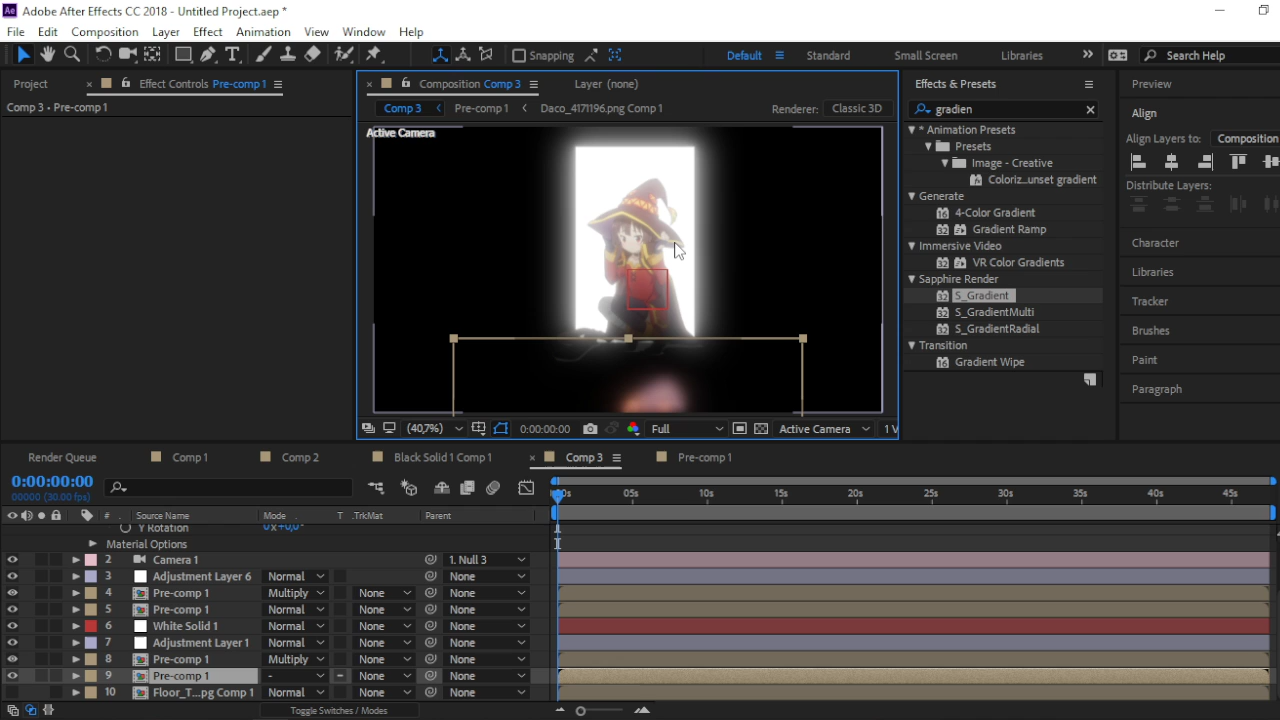 Ae Adobe After Effects CC 2018 - Untitled Project.aep *
File Edit Composition Layer Effect Animation View Window Help
T Snapping Default Standard Small Screen Libraries Search Help
Project Effect Controls Pre-comp 1 Composition Comp 3 Layer (none) Effects & Presets Preview
Comp 3 • Pre-comp 1
Comp 3 Pre-comp 1 Daco_4171196.png Comp 1 Renderer: Classic 3D
Active Camera
gradien
* Animation Presets
Presets
Image - Creative
Coloriz...unset gradient
Generate
4-Color Gradient
Gradient Ramp
Immersive Video
VR Color Gradients
Sapphire Render
S_Gradient
S_GradientMulti
S_GradientRadial
Transition
Gradient Wipe
Align
Align Layers to: Composition
Distribute Layers:
Character
Libraries
Tracker
Brushes
Paint
Paragraph
(40,7%) 0:00:00:00 Full Active Camera 1 V
Render Queue Comp 1 Comp 2 Black Solid 1 Comp 1 Comp 3 Pre-comp 1
0:00:00:00
00000 (30.00 fps)
05s 10s 15s 20s 25s 30s 35s 40s 45s
# Source Name Mode T .TrkMat Parent
Y Rotation 0x+0,0°
Material Options
2 Camera 1 1. Null 3
3 Adjustment Layer 6 Normal None
4 Pre-comp 1 Multiply None None
5 Pre-comp 1 Normal None None
6 White Solid 1 Normal None None
7 Adjustment Layer 1 Normal None None
8 Pre-comp 1 Multiply None None
9 Pre-comp 1 - None None
10 Floor_T...pg Comp 1 Normal None None
Toggle Switches / Modes